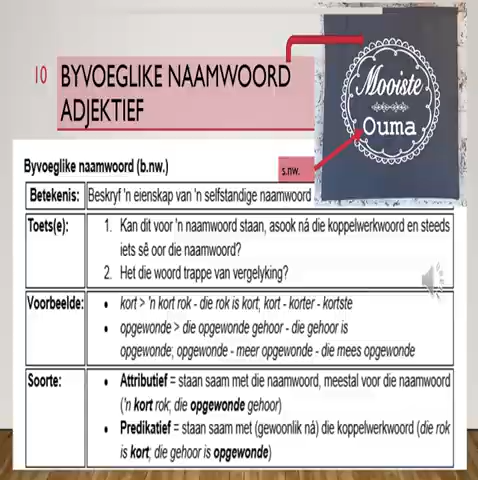 10 BYVOEGLIKE NAAMWOORD
ADJEKTIEF
Mooiste
Ouma
s.nw.
Byvoeglike naamwoord (b.nw.)
Betekenis: Beskryf 'n eienskap van 'n selfstandige naamwoord
Toets(e): 1. Kan dit voor 'n naamwoord staan, asook ná die koppelwerkwoord en steeds
iets sê oor die naamwoord?
2. Het die woord trappe van vergelyking?
Voorbeelde: • kort > 'n kort rok - die rok is kort; kort - korter - kortste
• opgewonde > die opgewonde gehoor - die gehoor is
opgewonde; opgewonde - meer opgewonde - die mees opgewonde
Soorte: • Attributief = staan saam met die naamwoord, meestal voor die naamwoord
('n kort rok; die opgewonde gehoor)
• Predikatief = staan saam met (gewoonlik ná) die koppelwerkwoord (die rok
is kort; die gehoor is opgewonde)